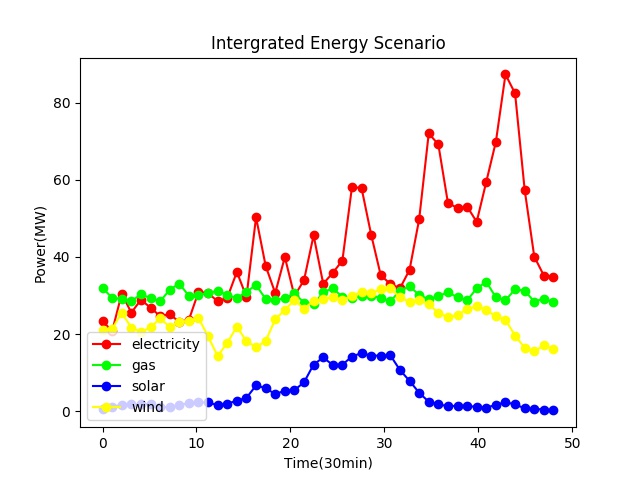 Intergrated Energy Scenario
Power(MW)
80
60
40
20
0
electricity
gas
solar
wind
0 10 20 30 40 50
Time(30min)